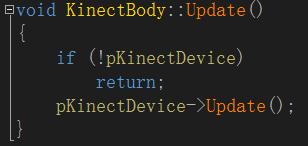 void KinectBody::Update()
{
    if (!pKinectDevice)
        return;
    pKinectDevice->Update();
}